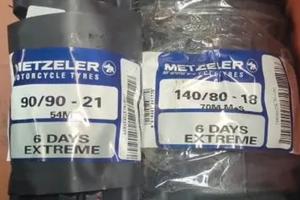 METZELER
MOTORCYCLE TYRES
90/90 - 21
54M
6 DAYS
EXTREME
METZELER
MOTORCYCLE TYRES
140/80 - 18
70M M+S
6 DAYS
EXTREME